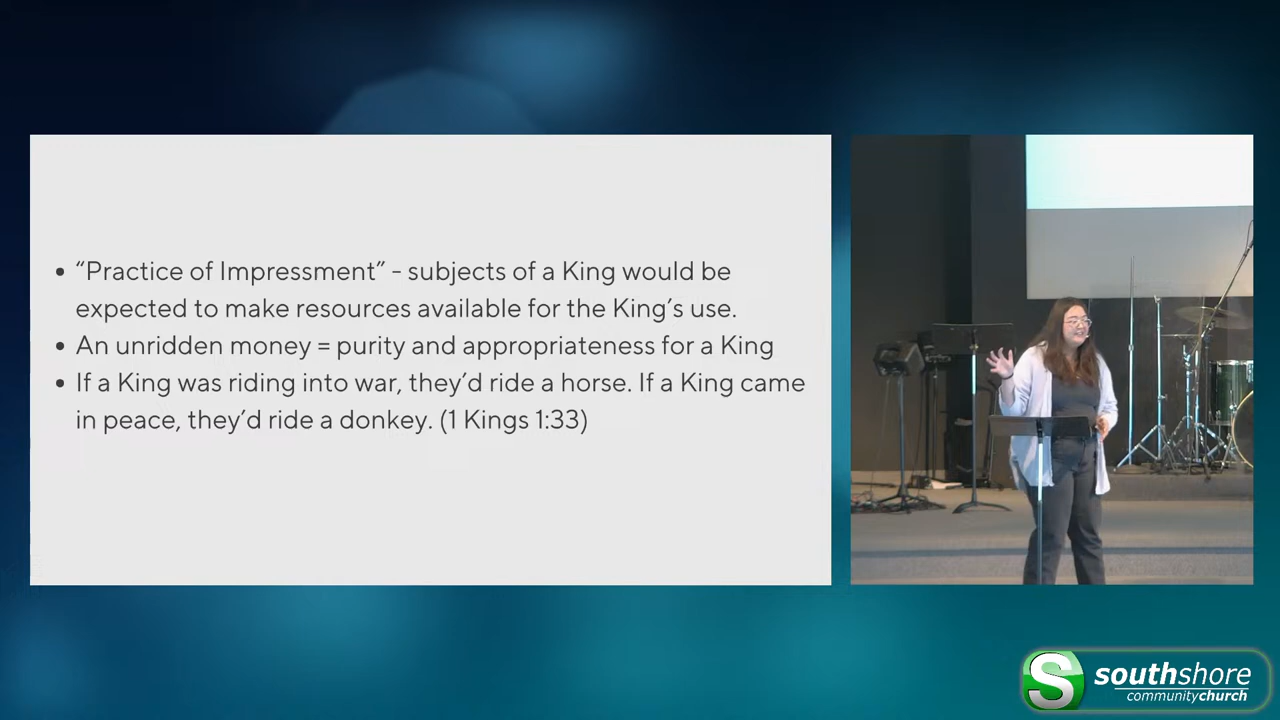 • “Practice of Impressment” - subjects of a King would be
expected to make resources available for the King’s use.
• An unridden money = purity and appropriateness for a King
• If a King was riding into war, they’d ride a horse. If a King came
in peace, they’d ride a donkey. (1 Kings 1:33)
S southshore
communitychurch